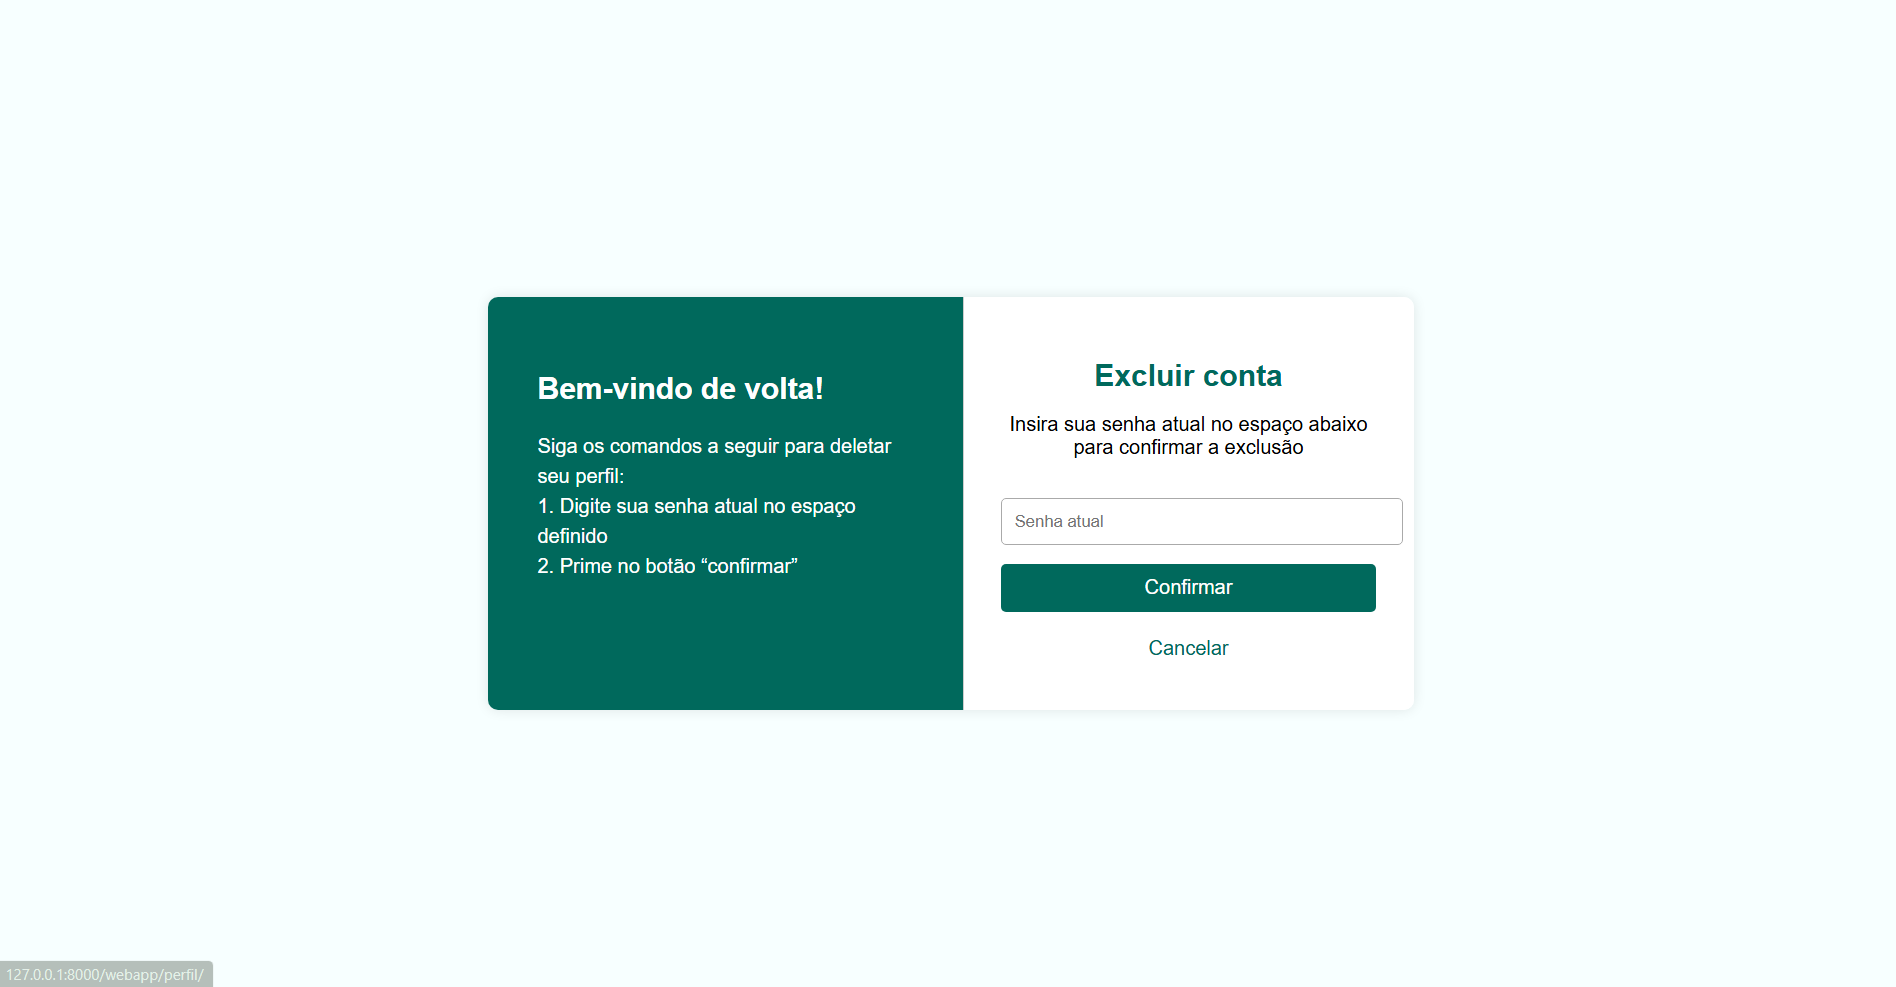 Bem-vindo de volta!
Siga os comandos a seguir para deletar
seu perfil:
1. Digite sua senha atual no espaço
definido
2. Prime no botão “confirmar”
Excluir conta
Insira sua senha atual no espaço abaixo
para confirmar a exclusão
Senha atual
Confirmar
Cancelar
127.0.0.1:8000/webapp/perfil/